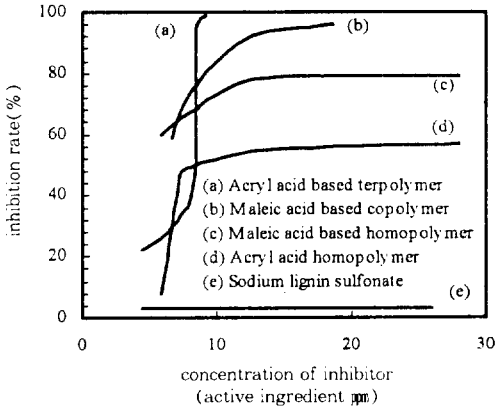 100
80
60
40
20
0
inhibition rate(%)
(a)
(b)
(c)
(d)
(a) Acryl acid based terpolymer
(b) Maleic acid based copolymer
(c) Maleic acid based homopolymer
(d) Acryl acid homopolymer
(e) Sodium lignin sulfonate
(e)
0
10
20
30
concentration of inhibitor
(active ingredient ppm)